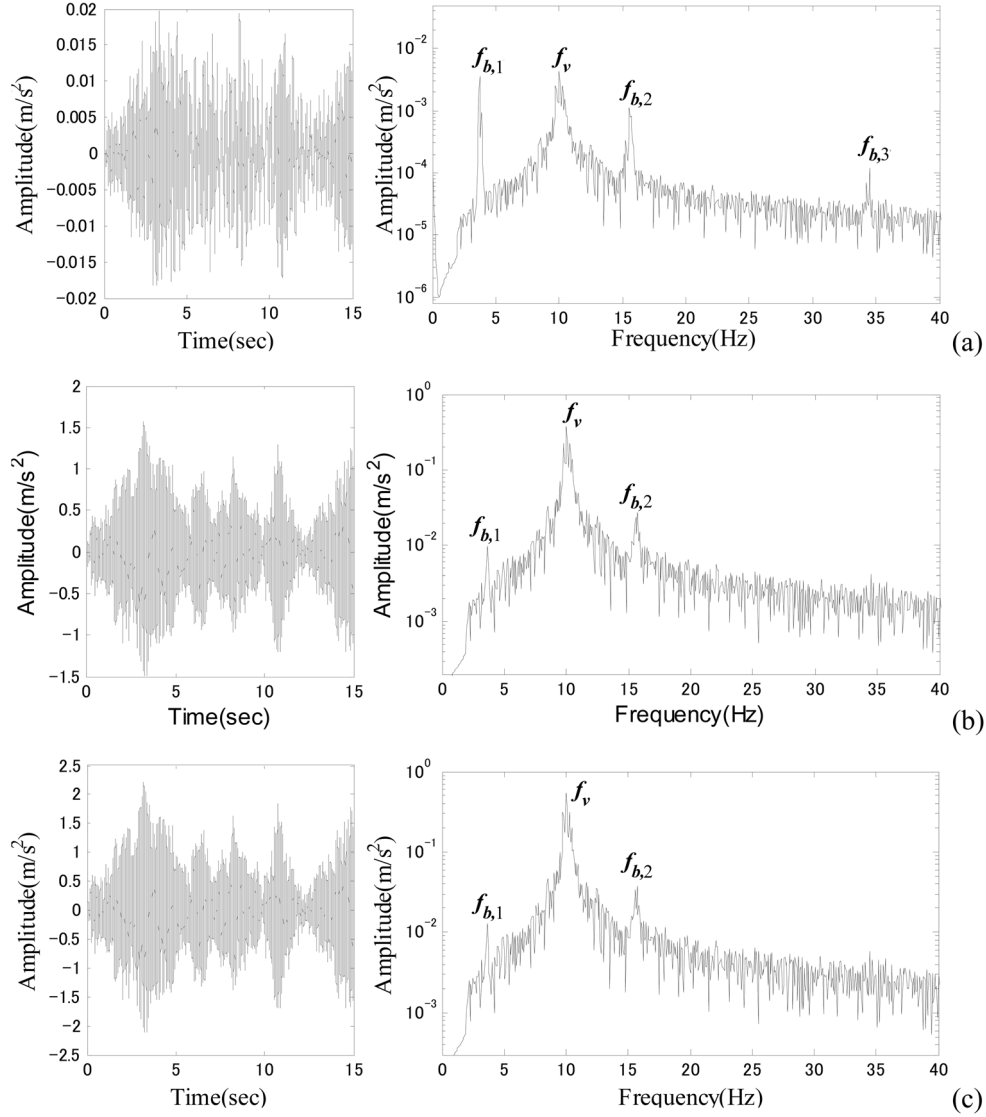 0.02
0.015
0.01
0.005
0
-0.005
-0.01
-0.015
-0.02
Amplitude(m/s²)
0 5 10 15
Time(sec)
10⁻²
10⁻³
10⁻⁴
10⁻⁵
10⁻⁶
Amplitude(m/s²)
f_b,1
f_v
f_b,2
f_b,3
0 5 10 15 20 25 30 35 40
Frequency(Hz)
(a)
2
1.5
1
0.5
0
-0.5
-1
-1.5
Amplitude(m/s²)
0 5 10 15
Time(sec)
10⁰
10⁻¹
10⁻²
10⁻³
Amplitude(m/s²)
f_b,1
f_v
f_b,2
0 5 10 15 20 25 30 35 40
Frequency(Hz)
(b)
2.5
2
1.5
1
0.5
0
-0.5
-1
-1.5
-2
-2.5
Amplitude(m/s²)
0 5 10 15
Time(sec)
10⁰
10⁻¹
10⁻²
10⁻³
Amplitude(m/s²)
f_b,1
f_v
f_b,2
0 5 10 15 20 25 30 35 40
Frequency(Hz)
(c)